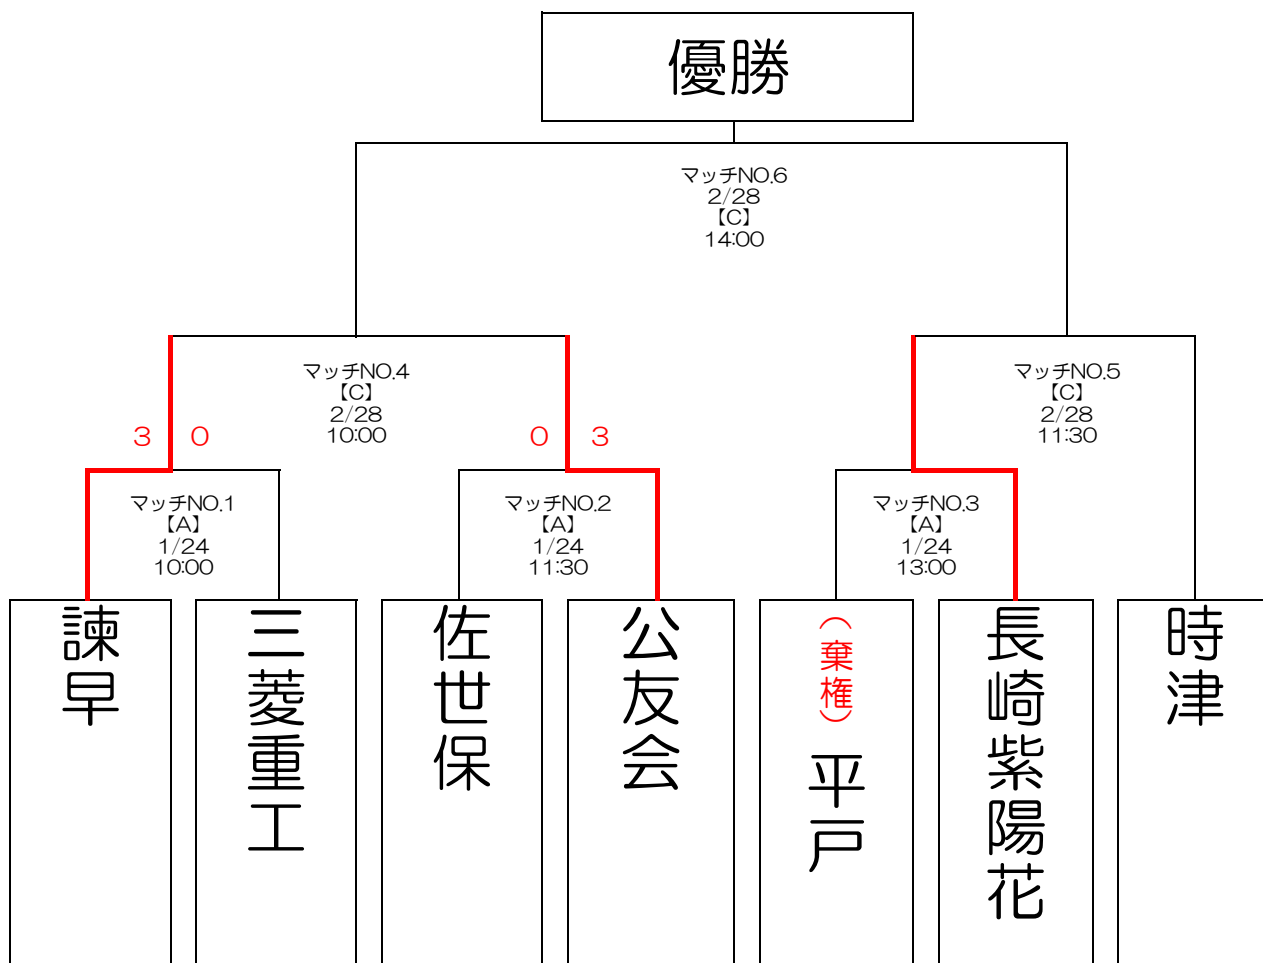 優勝
マッチNO.6
2/28
【C】
14:00
マッチNO.4
【C】
2/28
10:00
マッチNO.5
【C】
2/28
11:30
3 0
0 3
マッチNO.1
【A】
1/24
10:00
マッチNO.2
【A】
1/24
11:30
マッチNO.3
【A】
1/24
13:00
諫早
三菱重工
佐世保
公友会
（棄権）平戸
長崎紫陽花
時津